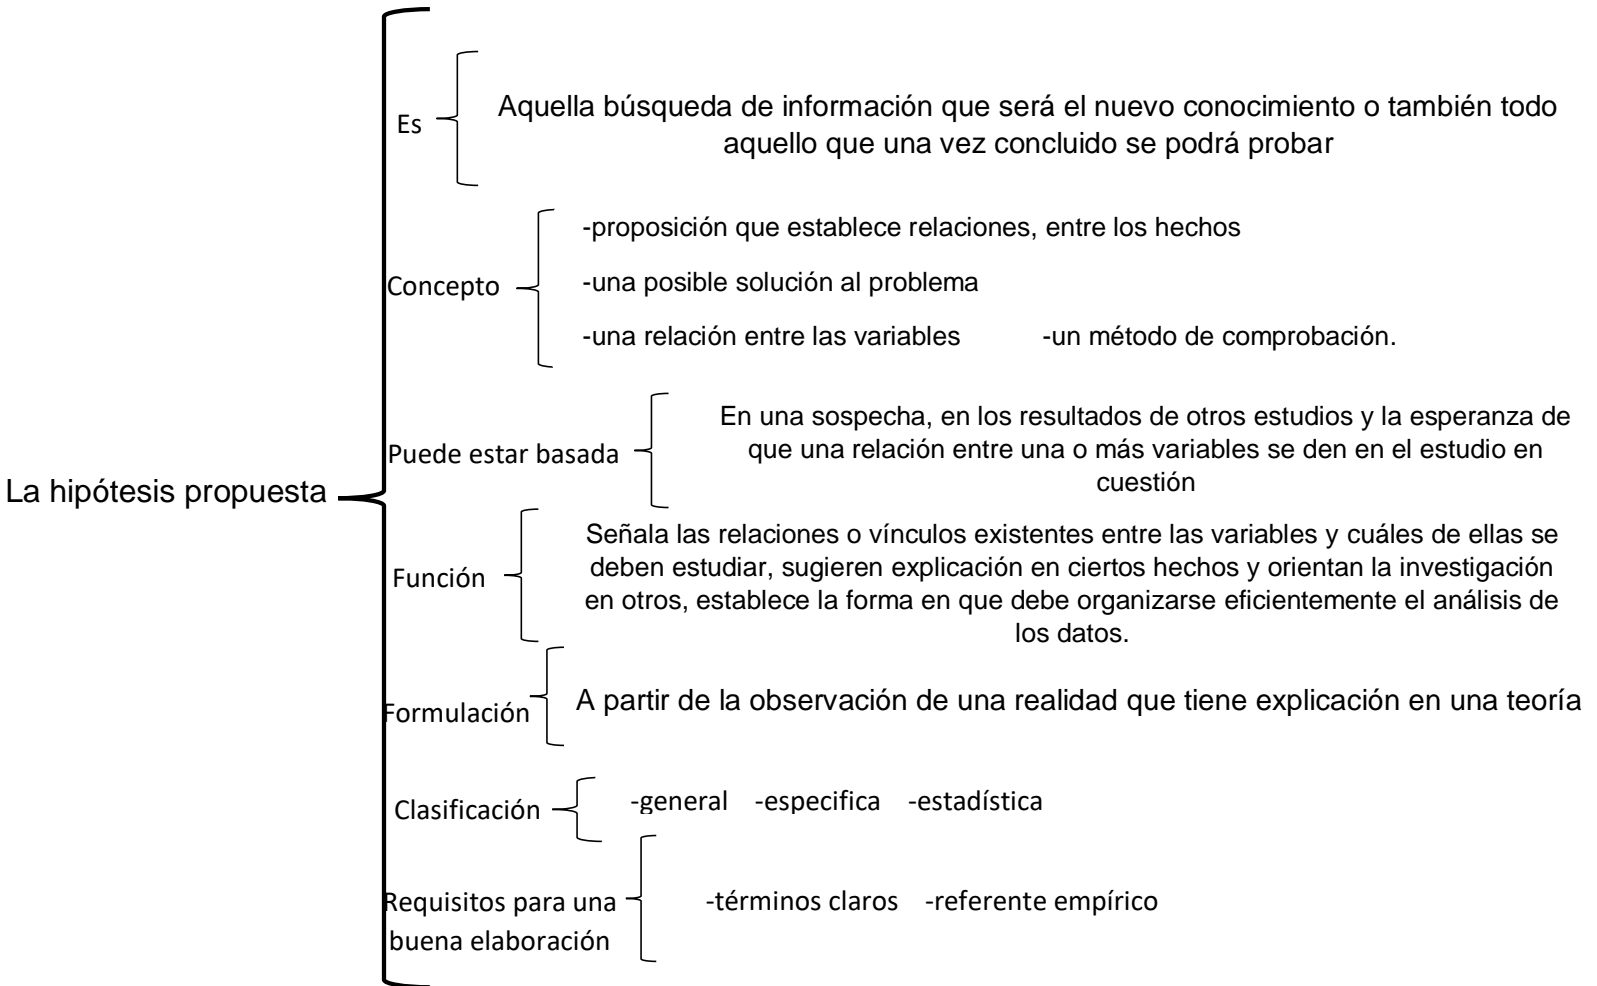 La hipótesis propuesta
Es
Aquella búsqueda de información que será el nuevo conocimiento o también todo
aquello que una vez concluido se podrá probar
Concepto
-proposición que establece relaciones, entre los hechos
-una posible solución al problema
-una relación entre las variables -un método de comprobación.
Puede estar basada
En una sospecha, en los resultados de otros estudios y la esperanza de
que una relación entre una o más variables se den en el estudio en
cuestión
Función
Señala las relaciones o vínculos existentes entre las variables y cuáles de ellas se
deben estudiar, sugieren explicación en ciertos hechos y orientan la investigación
en otros, establece la forma en que debe organizarse eficientemente el análisis de
los datos.
Formulación
A partir de la observación de una realidad que tiene explicación en una teoría
Clasificación
-general -especifica -estadística
Requisitos para una
buena elaboración
-términos claros -referente empírico